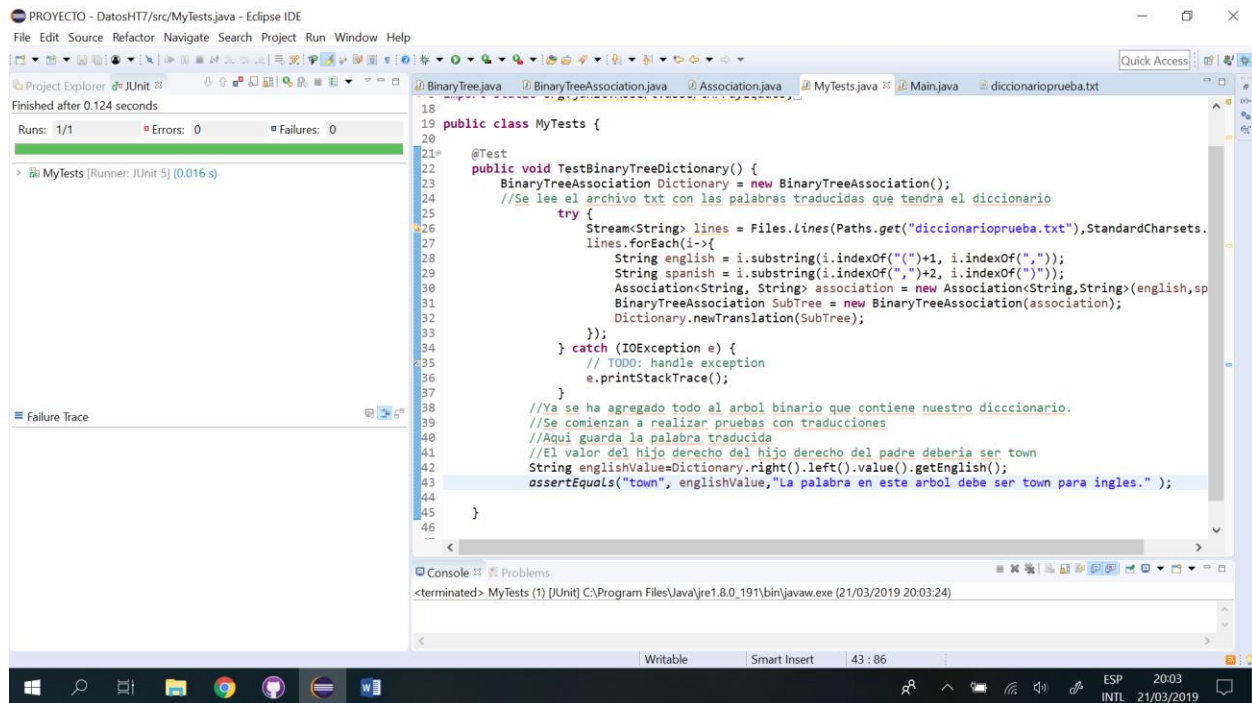 PROYECTO - DatosHT7/src/MyTests.java - Eclipse IDE
File Edit Source Refactor Navigate Search Project Run Window Help
Quick Access
Project Explorer JUnit
BinaryTree.java BinaryTreeAssociation.java Association.java MyTests.java Main.java diccionarioprueba.txt
Finished after 0.124 seconds
Runs: 1/1 Errors: 0 Failures: 0
MyTests [Runner: JUnit 5] (0.016 s)
Failure Trace
18
19 public class MyTests {
20
21 @Test
22 public void TestBinaryTreeDictionary() {
23 BinaryTreeAssociation Dictionary = new BinaryTreeAssociation();
24 //Se lee el archivo txt con las palabras traducidas que tendra el diccionario
25 try {
26 Stream<String> lines = Files.lines(Paths.get("diccionarioprueba.txt"),StandardCharsets.
27 lines.forEach(i->{
28 String english = i.substring(i.indexOf("(")+1, i.indexOf(","));
29 String spanish = i.substring(i.indexOf(",")+2, i.indexOf(")"));
30 Association<String, String> association = new Association<String,String>(english,sp
31 BinaryTreeAssociation SubTree = new BinaryTreeAssociation(association);
32 Dictionary.newTranslation(SubTree);
33 });
34 } catch (IOException e) {
35 // TODO: handle exception
36 e.printStackTrace();
37 }
38 //Ya se ha agregado todo al arbol binario que contiene nuestro dicccionario.
39 //Se comienzan a realizar pruebas con traducciones
40 //Aqui guarda la palabra traducida
41 //El valor del hijo derecho del hijo derecho del padre deberia ser town
42 String englishValue=Dictionary.right().left().value().getEnglish();
43 assertEquals("town", englishValue,"La palabra en este arbol debe ser town para ingles." );
44
45 }
46
Console Problems
<terminated> MyTests (1) [JUnit] C:\Program Files\Java\jre1.8.0_191\bin\javaw.exe (21/03/2019 20:03:24)
Writable Smart Insert 43 : 86
ESP 20:03
INTL 21/03/2019